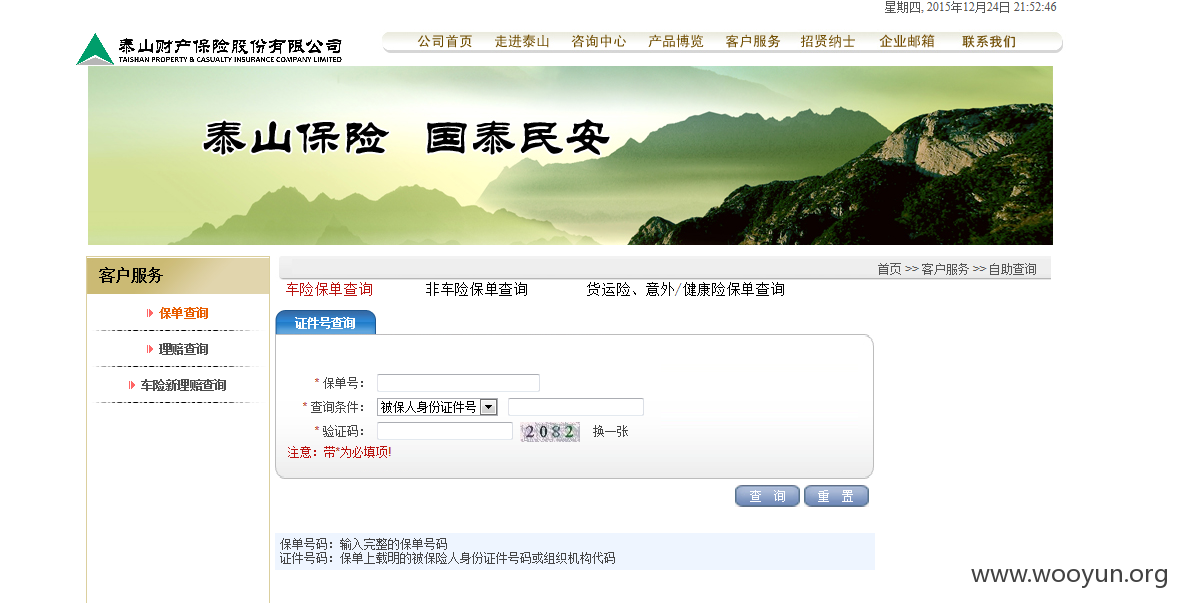 星期四, 2015年12月24日 21:52:46
泰山财产保险股份有限公司
TAISHAN PROPERTY & CASUALTY INSURANCE COMPANY LIMITED
公司首页 走进泰山 咨询中心 产品博览 客户服务 招贤纳士 企业邮箱 联系我们
泰山保险 国泰民安
客户服务
保单查询
理赔查询
车险新理赔查询
首页 >> 客户服务 >> 自助查询
车险保单查询 非车险保单查询 货运险、意外/健康险保单查询
证件号查询
*保单号：
*查询条件： 被保人身份证件号
*验证码： 2082 换一张
注意：带*为必填项!
查 询 重 置
保单号码：输入完整的保单号码
证件号码：保单上载明的被保险人身份证件号码或组织机构代码
www.wooyun.org